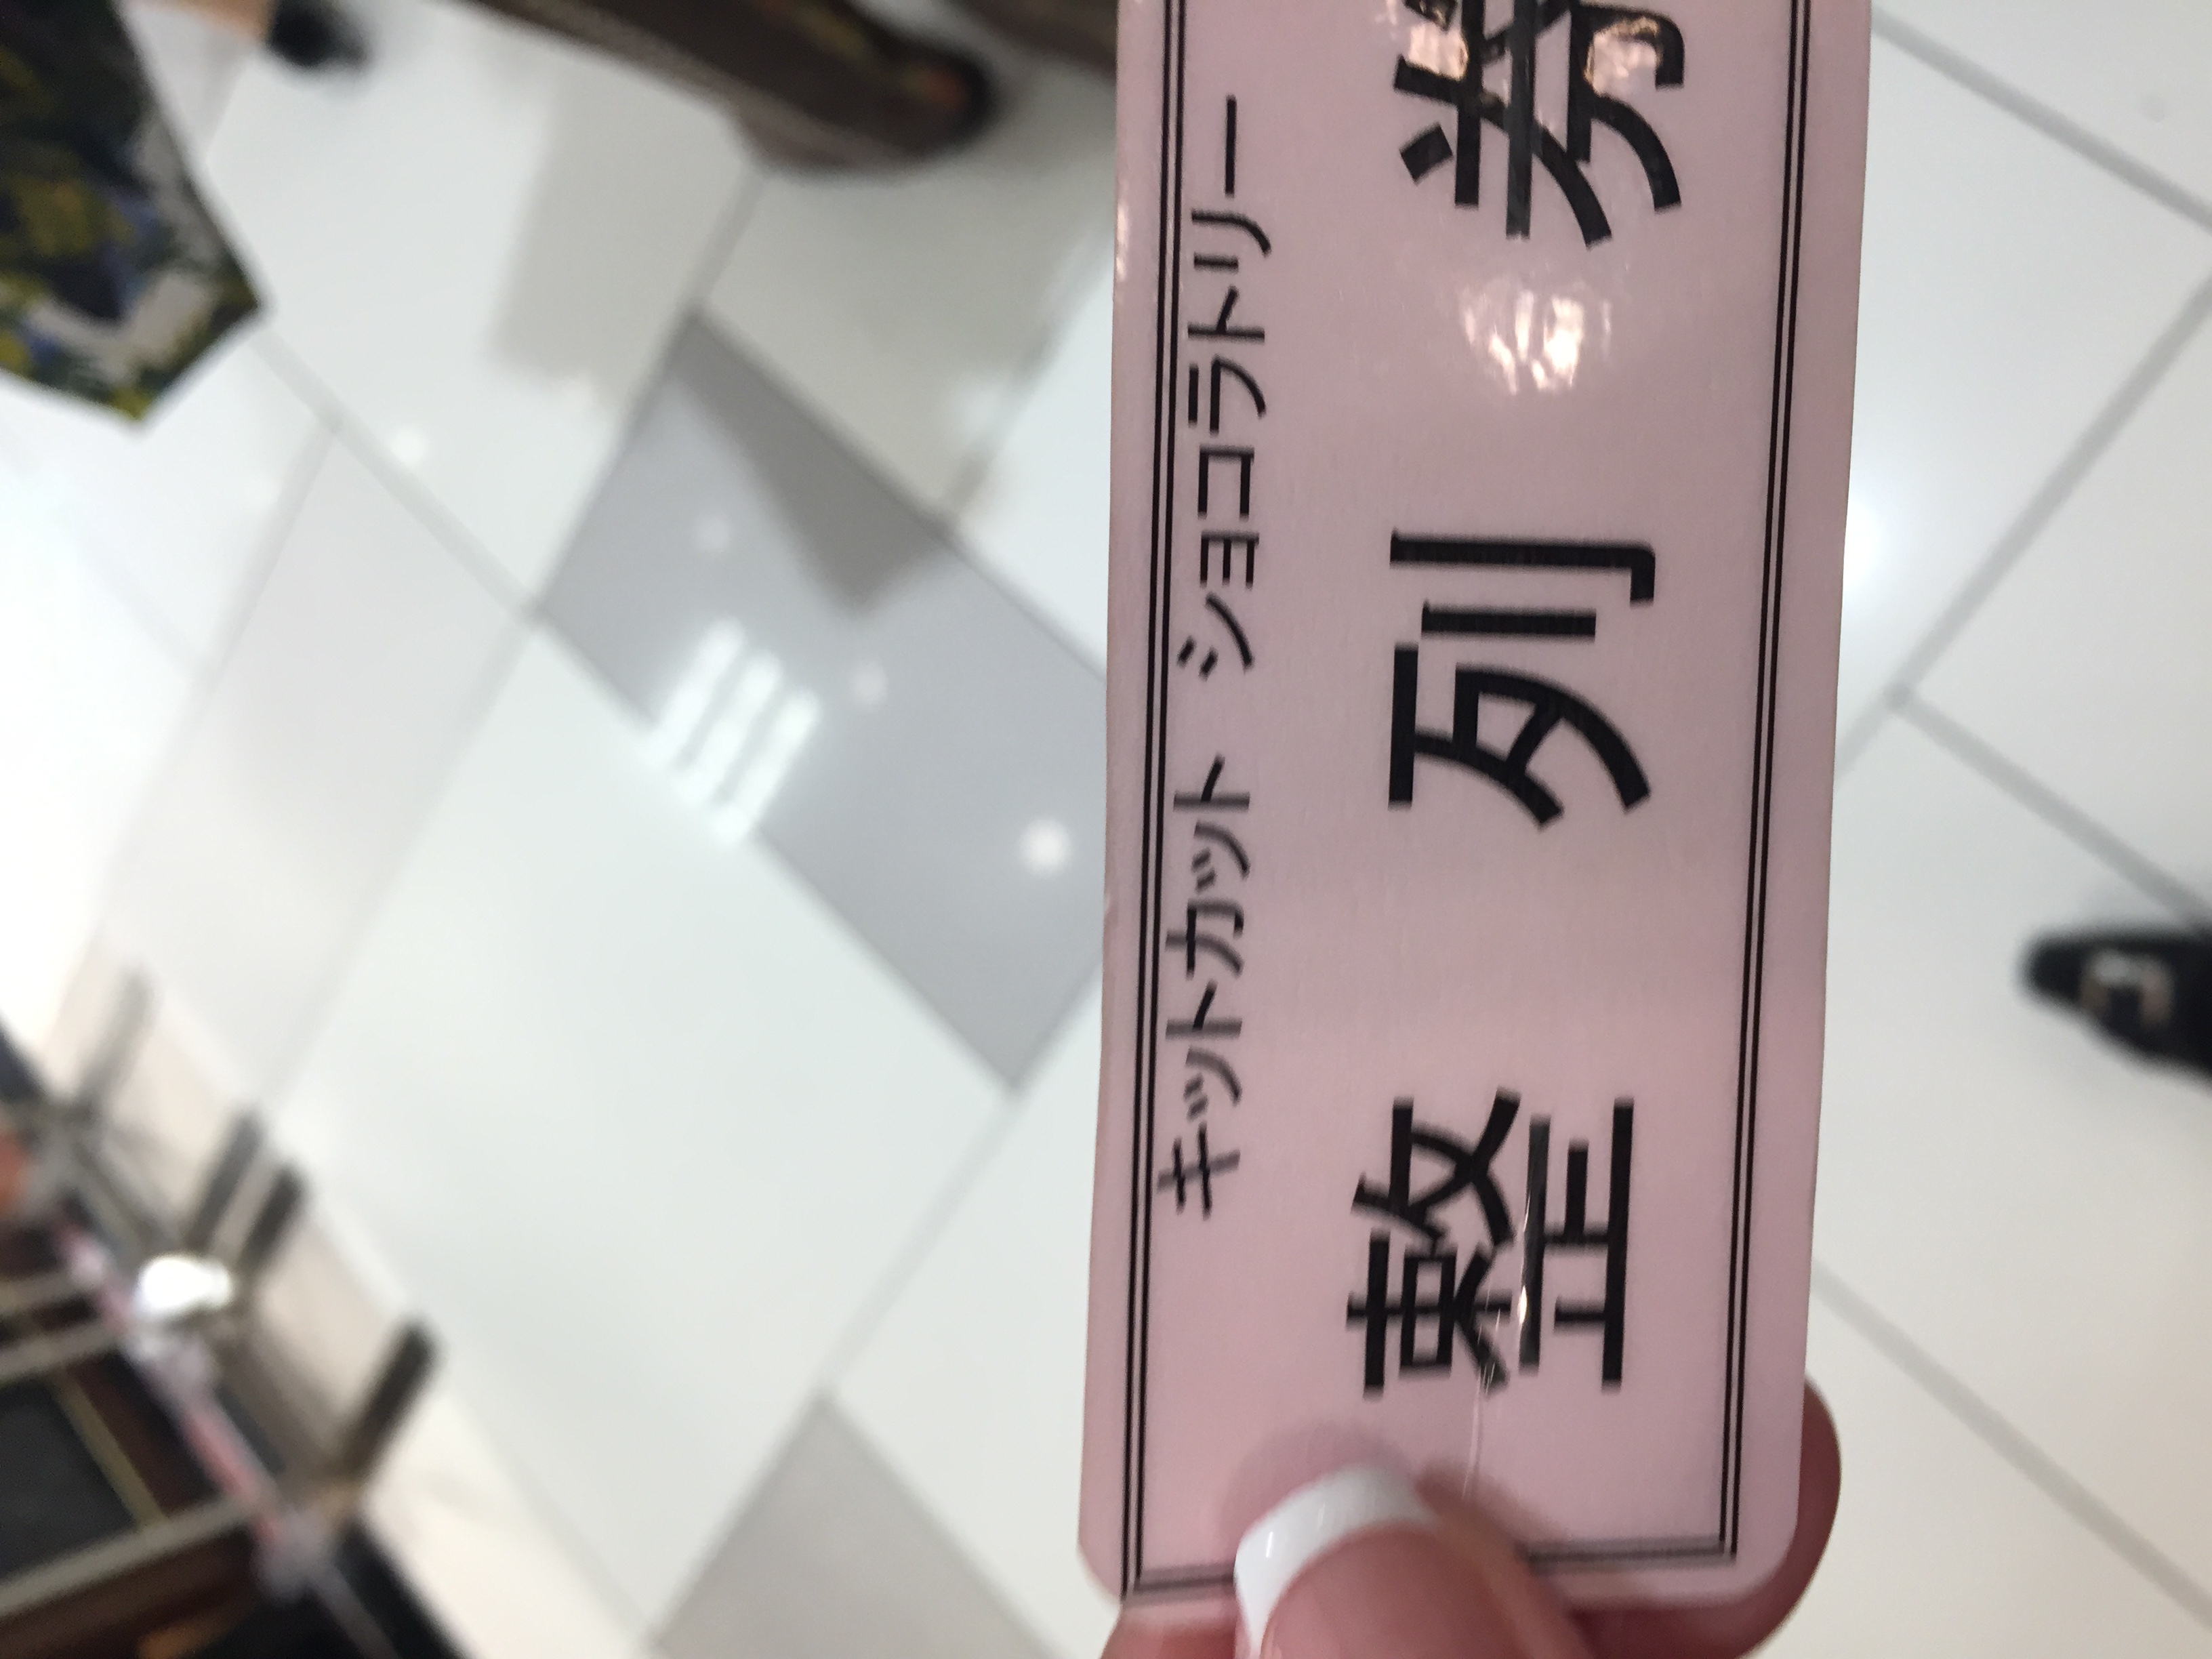 キットカット ショコラトリー
整列券